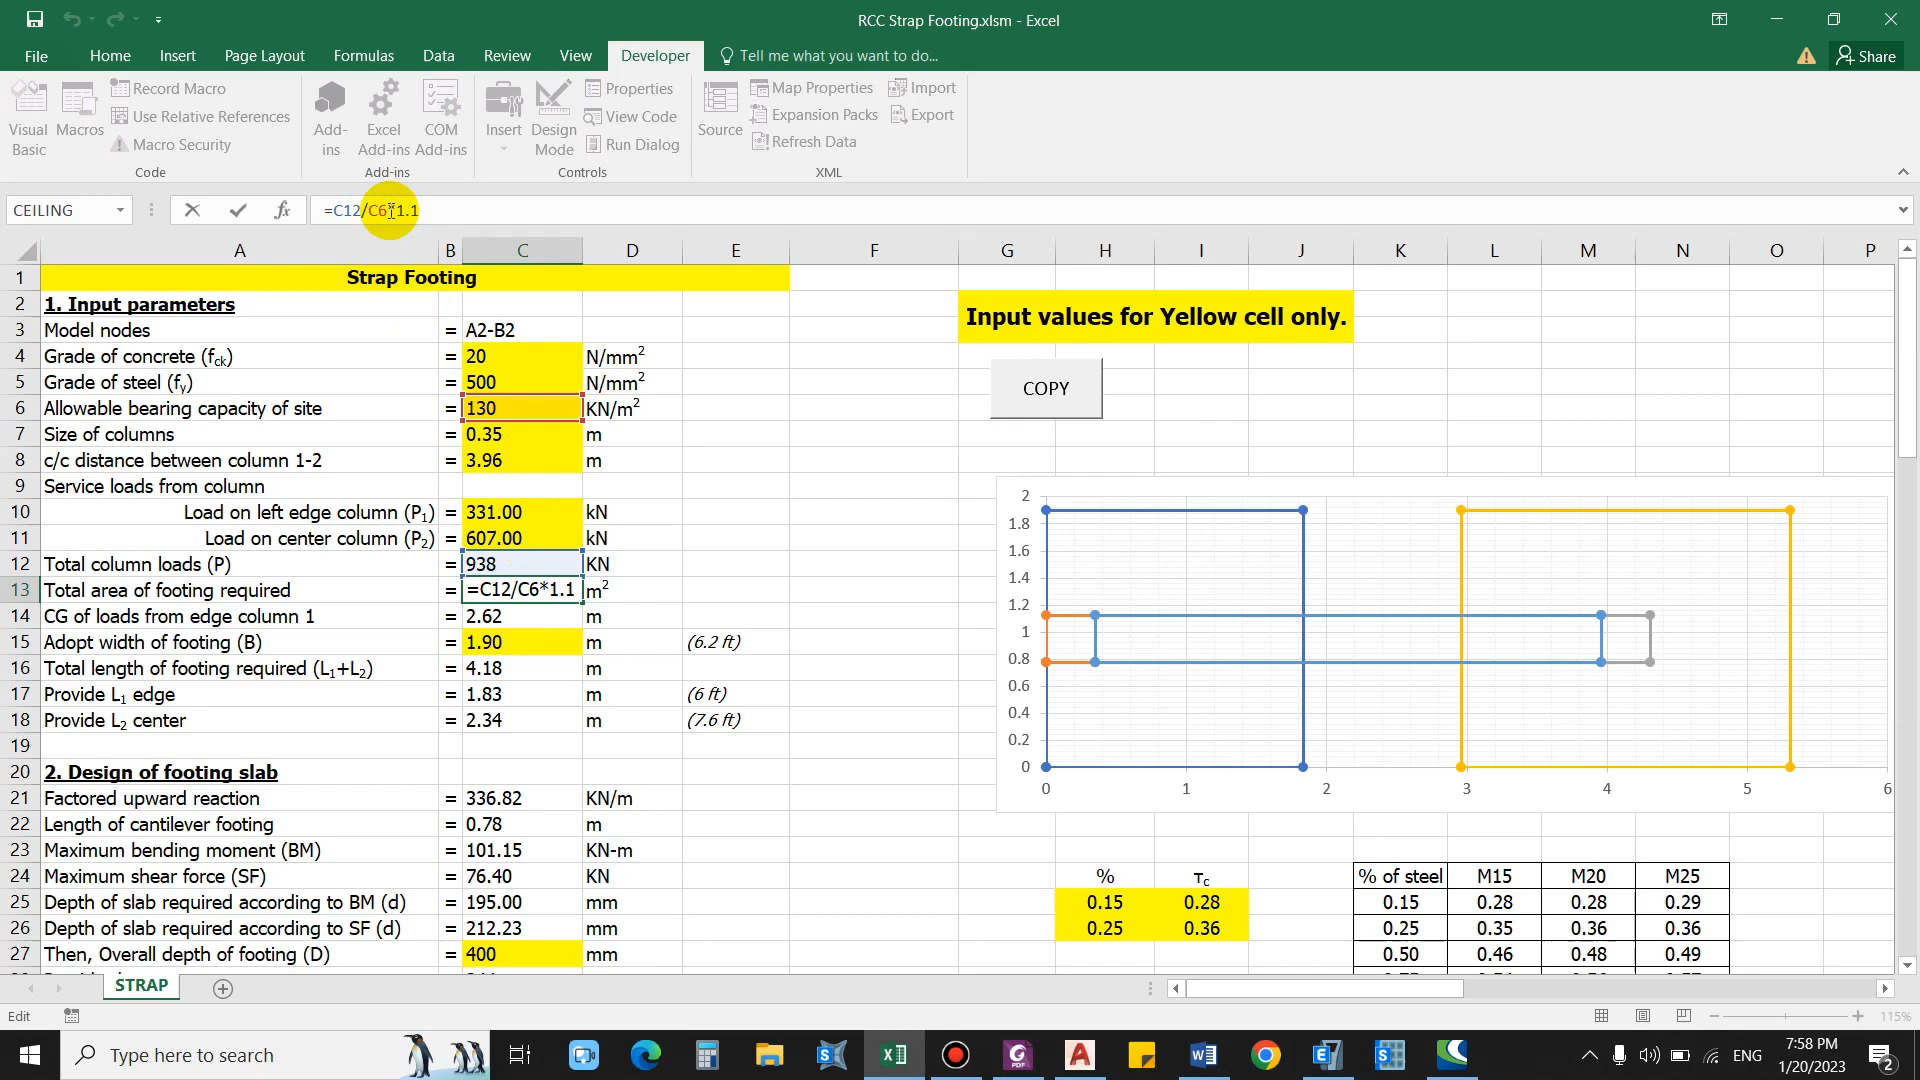 RCC Strap Footing.xlsm - Excel
File Home Insert Page Layout Formulas Data Review View Developer Tell me what you want to do... Share
Visual Basic
Macros
Record Macro
Use Relative References
Macro Security
Code
Add-ins
Excel Add-ins
COM Add-ins
Add-ins
Insert
Design Mode
Properties
View Code
Run Dialog
Controls
Source
Map Properties
Expansion Packs
Refresh Data
Import
Export
XML
CEILING fx =C12/C6*1.1
A B C D E F G H I J K L M N O P
1 Strap Footing
2 1. Input parameters
Input values for Yellow cell only.
3 Model nodes = A2-B2
4 Grade of concrete (fck) = 20 N/mm2
5 Grade of steel (fy) = 500 N/mm2
COPY
6 Allowable bearing capacity of site = 130 KN/m2
7 Size of columns = 0.35 m
8 c/c distance between column 1-2 = 3.96 m
9 Service loads from column
10 Load on left edge column (P1) = 331.00 kN
11 Load on center column (P2) = 607.00 kN
12 Total column loads (P) = 938 KN
13 Total area of footing required = =C12/C6*1.1 m2
14 CG of loads from edge column 1 = 2.62 m
15 Adopt width of footing (B) = 1.90 m (6.2 ft)
16 Total length of footing required (L1+L2) = 4.18 m
17 Provide L1 edge = 1.83 m (6 ft)
18 Provide L2 center = 2.34 m (7.6 ft)
19
20 2. Design of footing slab
21 Factored upward reaction = 336.82 KN/m
22 Length of cantilever footing = 0.78 m
23 Maximum bending moment (BM) = 101.15 KN-m
24 Maximum shear force (SF) = 76.40 KN
25 Depth of slab required according to BM (d) = 195.00 mm
26 Depth of slab required according to SF (d) = 212.23 mm
27 Then, Overall depth of footing (D) = 400 mm
2
1.8
1.6
1.4
1.2
1
0.8
0.6
0.4
0.2
0
0 1 2 3 4 5 6
% τc
0.15 0.28
0.25 0.36
% of steel M15 M20 M25
0.15 0.28 0.28 0.29
0.25 0.35 0.36 0.36
0.50 0.46 0.48 0.49
STRAP
Edit
115%
Type here to search
ENG
7:58 PM
1/20/2023
2